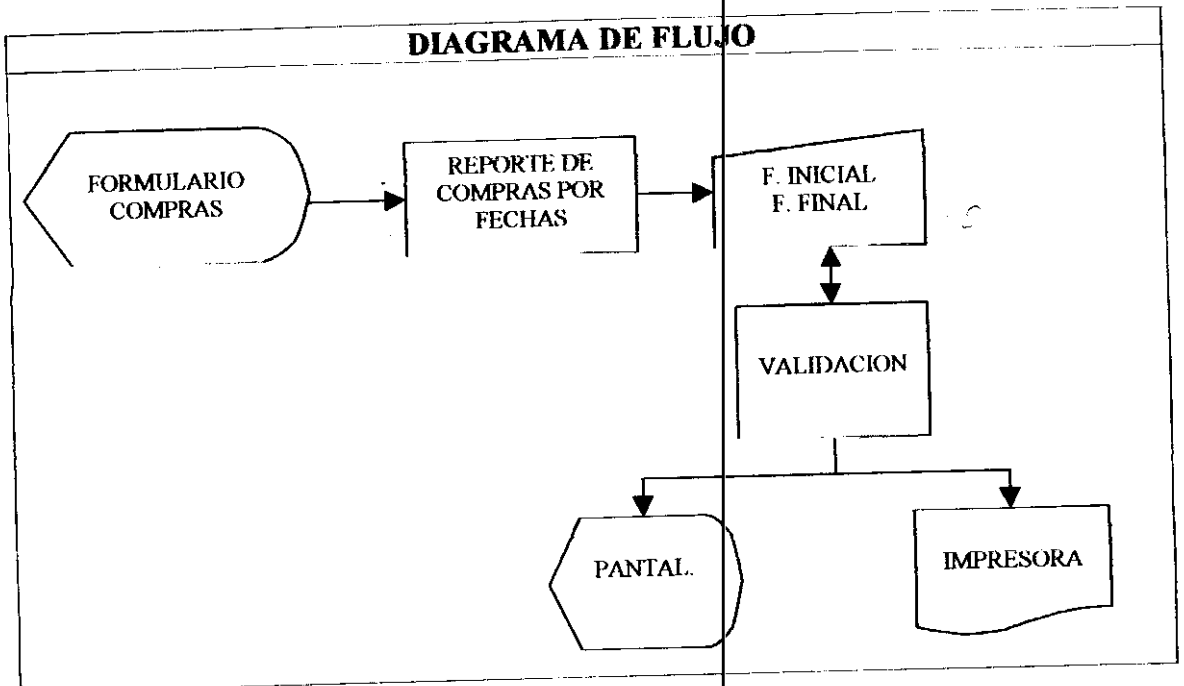 DIAGRAMA DE FLUJO
FORMULARIO
COMPRAS
REPORTE DE
COMPRAS POR
FECHAS
F. INICIAL
F. FINAL
VALIDACION
PANTAL.
IMPRESORA